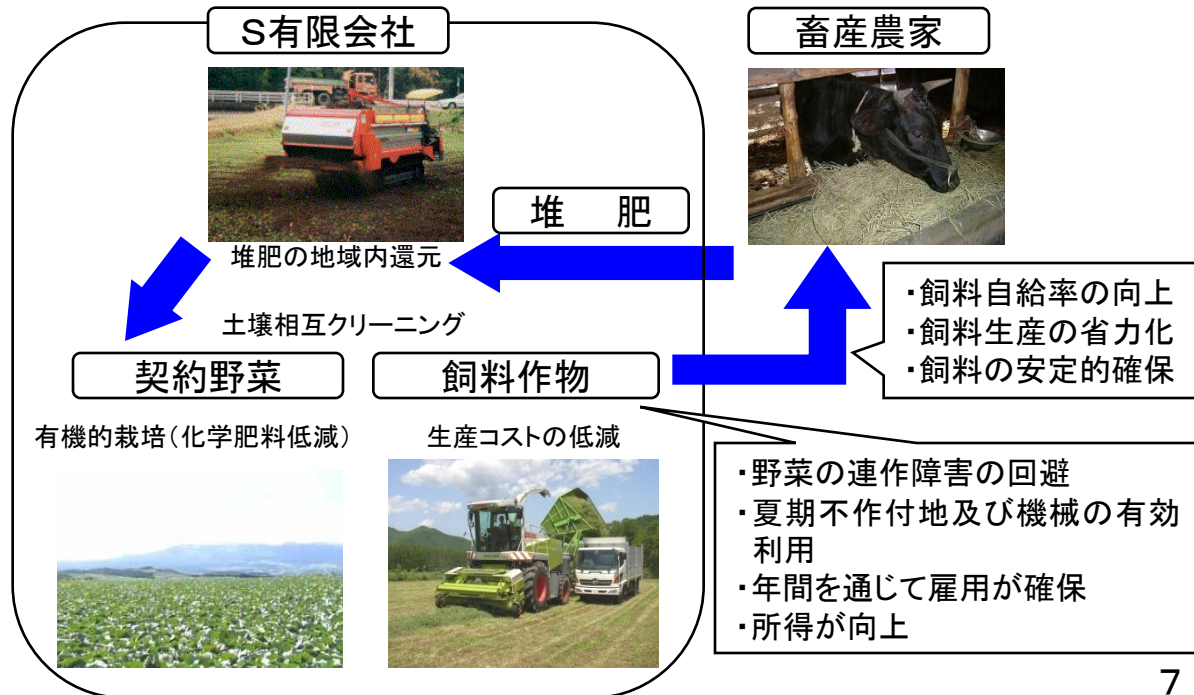 S有限会社
畜産農家
堆 肥
堆肥の地域内還元
・飼料自給率の向上
・飼料生産の省力化
・飼料の安定的確保
土壌相互クリーニング
契約野菜
飼料作物
有機的栽培（化学肥料低減）
生産コストの低減
・野菜の連作障害の回避
・夏期不作付地及び機械の有効
利用
・年間を通じて雇用が確保
・所得が向上
7